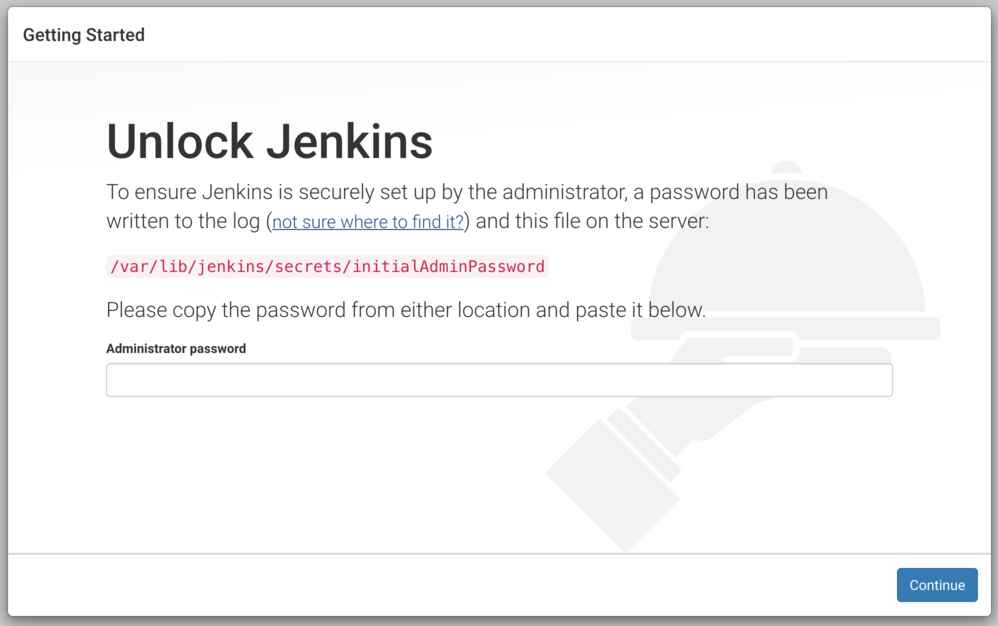 Getting Started
Unlock Jenkins
To ensure Jenkins is securely set up by the administrator, a password has been
written to the log (not sure where to find it?) and this file on the server:
/var/lib/jenkins/secrets/initialAdminPassword
Please copy the password from either location and paste it below.
Administrator password
Continue